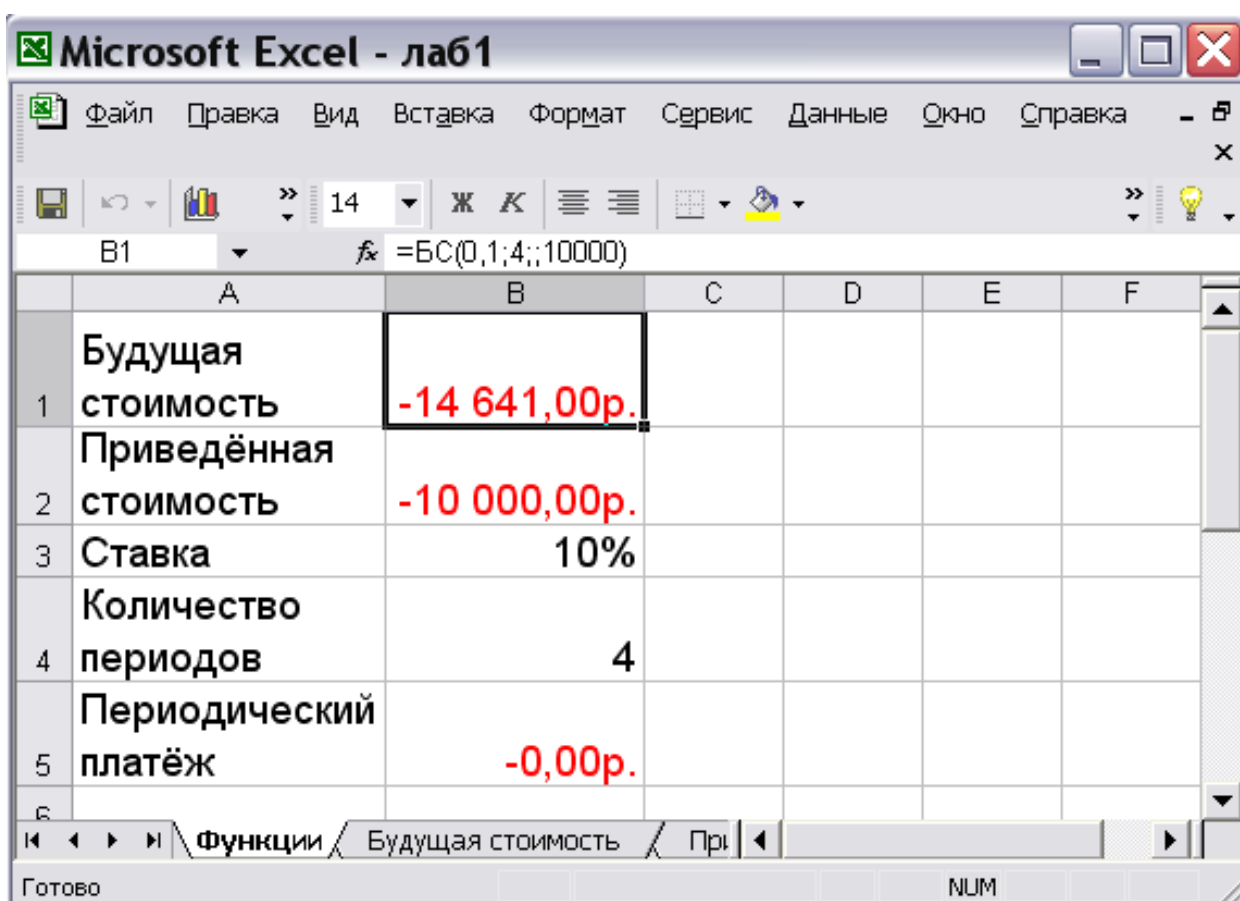 Microsoft Excel - лаб1
Файл Правка Вид Вставка Формат Сервис Данные Окно Справка
14 Ж К
B1 fx =БС(0,1;4;;10000)
A B C D E F
Будущая
1 стоимость -14 641,00р.
Приведённая
2 стоимость -10 000,00р.
3 Ставка 10%
Количество
4 периодов 4
Периодический
5 платёж -0,00р.
6
Функции Будущая стоимость При
Готово NUM